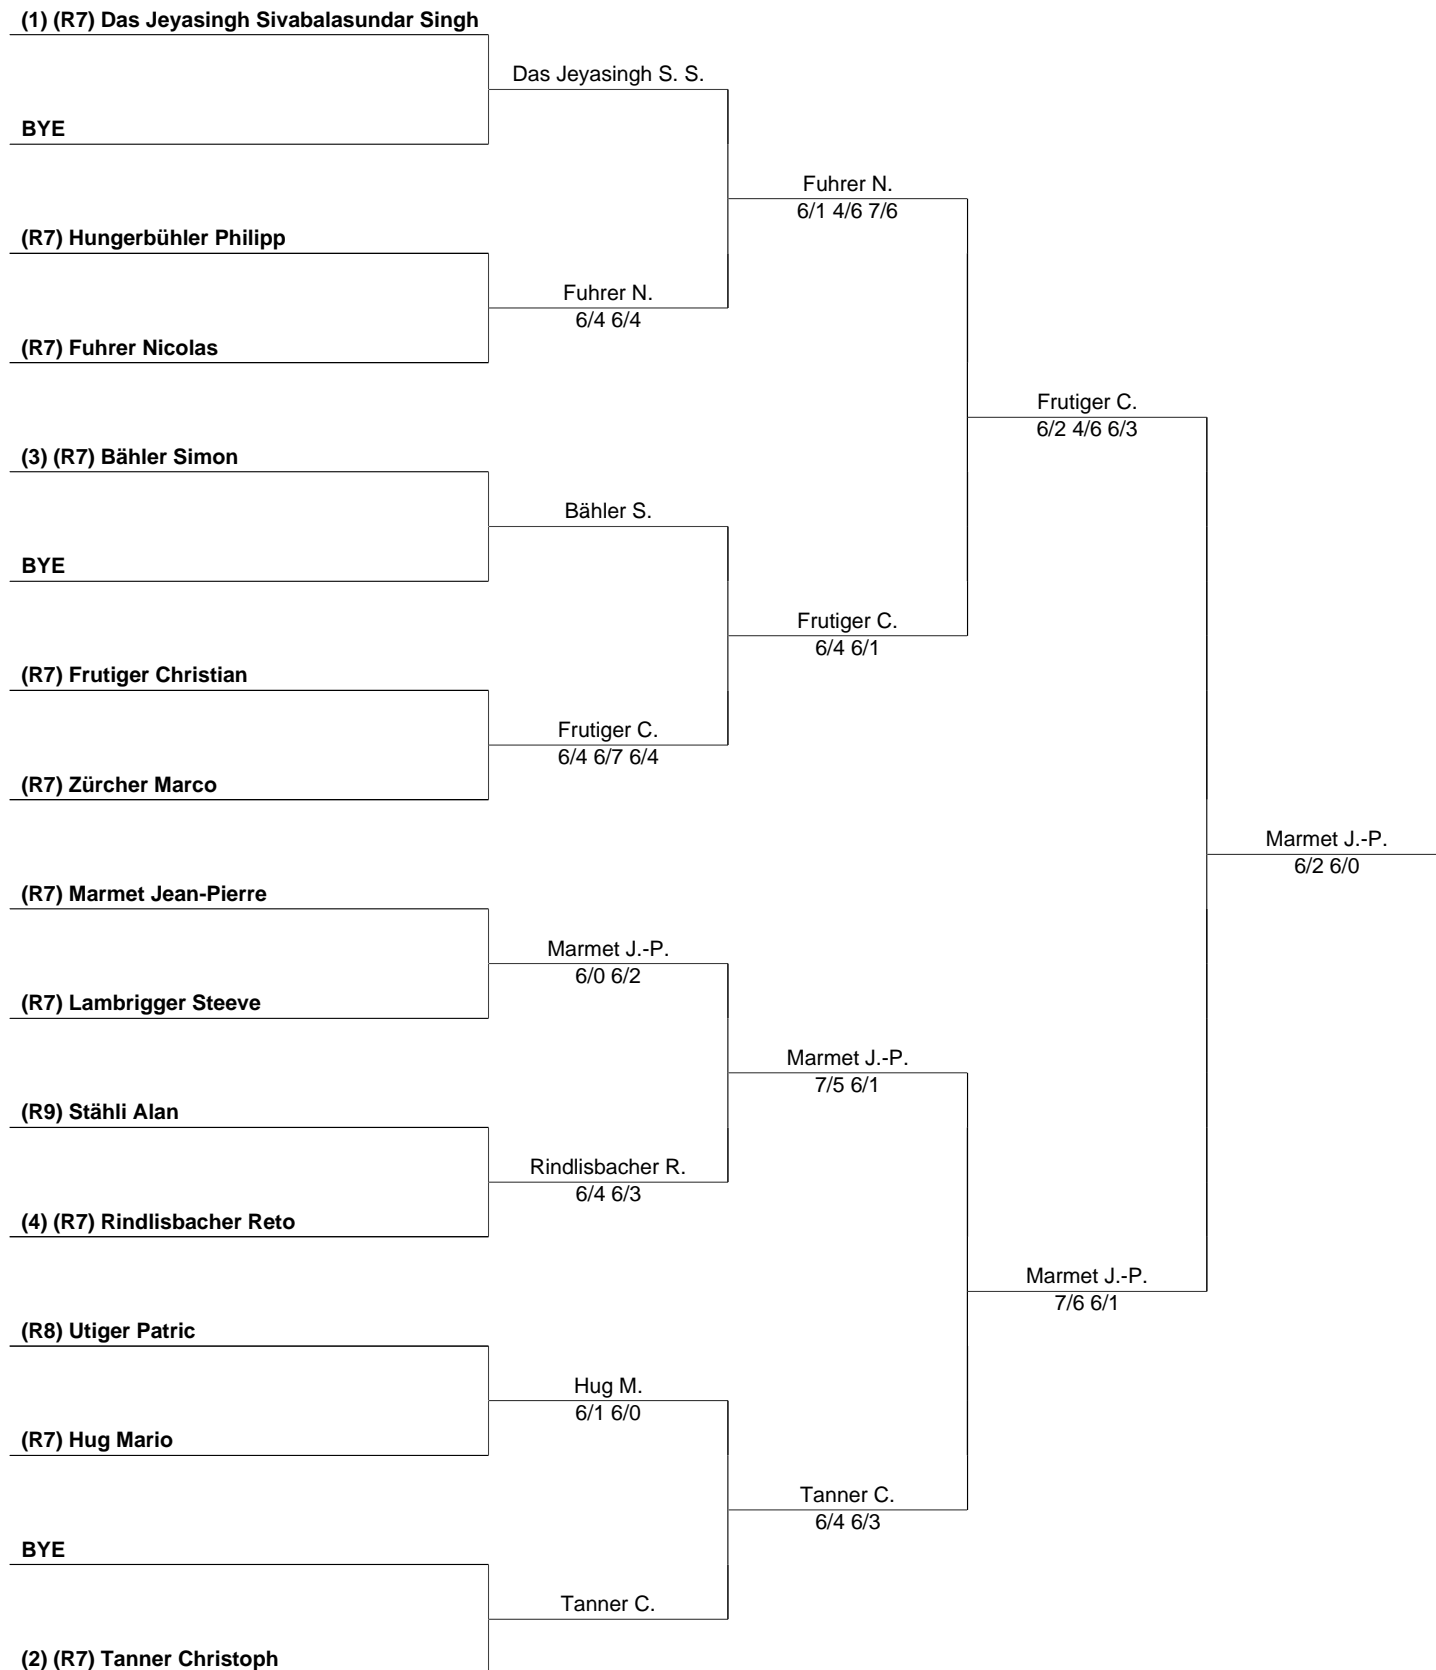 (1) (R7) Das Jeyasingh Sivabalasundar Singh
Das Jeyasingh S. S.
BYE
Fuhrer N.
6/1 4/6 7/6
(R7) Hungerbühler Philipp
Fuhrer N.
6/4 6/4
(R7) Fuhrer Nicolas
Frutiger C.
6/2 4/6 6/3
(3) (R7) Bähler Simon
Bähler S.
BYE
Frutiger C.
6/4 6/1
(R7) Frutiger Christian
Frutiger C.
6/4 6/7 6/4
(R7) Zürcher Marco
Marmet J.-P.
6/2 6/0
(R7) Marmet Jean-Pierre
Marmet J.-P.
6/0 6/2
(R7) Lambrigger Steeve
Marmet J.-P.
7/5 6/1
(R9) Stähli Alan
Rindlisbacher R.
6/4 6/3
(4) (R7) Rindlisbacher Reto
Marmet J.-P.
7/6 6/1
(R8) Utiger Patric
Hug M.
6/1 6/0
(R7) Hug Mario
Tanner C.
6/4 6/3
BYE
Tanner C.
(2) (R7) Tanner Christoph